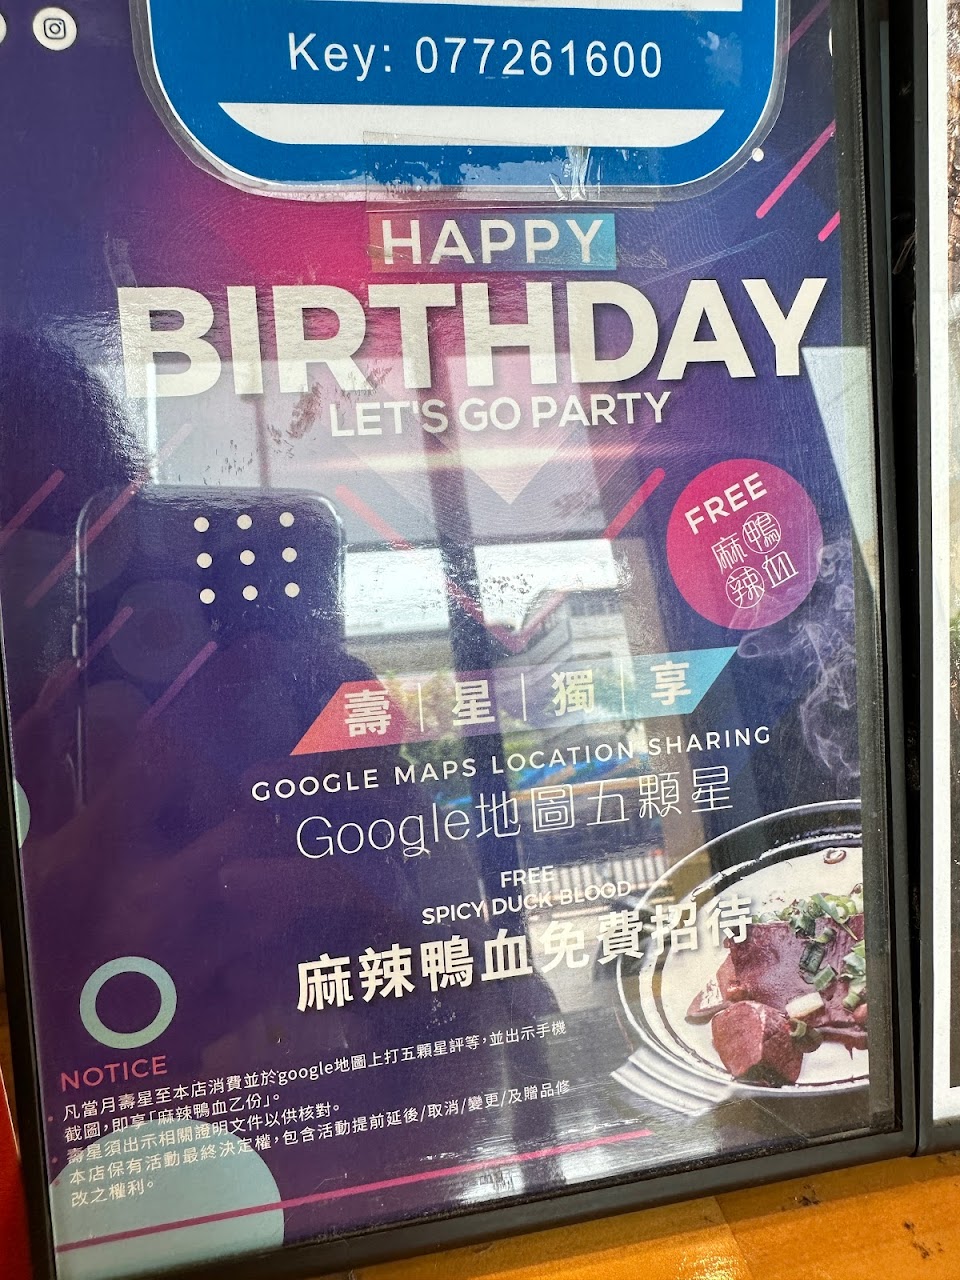 Key: 077261600
HAPPY
BIRTHDAY
LET'S GO PARTY
FREE
麻鴨
辣血
壽｜星｜獨｜享
GOOGLE MAPS LOCATION SHARING
Google地圖五顆星
FREE
SPICY DUCK BLOOD
麻辣鴨血免費招待
NOTICE
凡當月壽星至本店消費並於google地圖上打五顆星評等，並出示手機
截圖，即享「麻辣鴨血乙份」。
壽星須出示相關證明文件以供核對。
本店保有活動最終決定權，包含活動提前延後/取消/變更/及贈品修
改之權利。